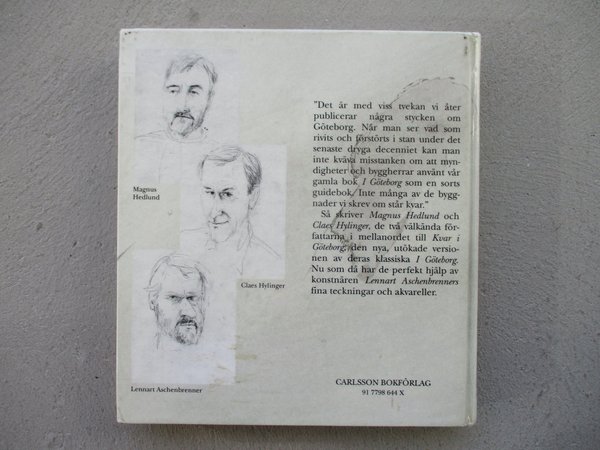 Magnus
Hedlund
Claes Hylinger
Lennart Aschenbrenner
"Det är med viss tvekan vi åter
publicerar några stycken om
Göteborg. När man ser vad som
rivits och förstörts i stan under det
senaste dryga decenniet kan man
inte kväva misstanken om att myn-
digheter och byggherrar använt vår
gamla bok I Göteborg som en sorts
guidebok. Inte många av de bygg-
nader vi skrev om står kvar."
Så skriver Magnus Hedlund och
Claes Hylinger, de två välkända för-
fattarna i mellanordet till Kvar i
Göteborg, den nya, utökade versio-
nen av deras klassiska I Göteborg.
Nu som då har de perfekt hjälp av
konstnären Lennart Aschenbrenners
fina teckningar och akvareller.
CARLSSON BOKFÖRLAG
91 7798 644 X